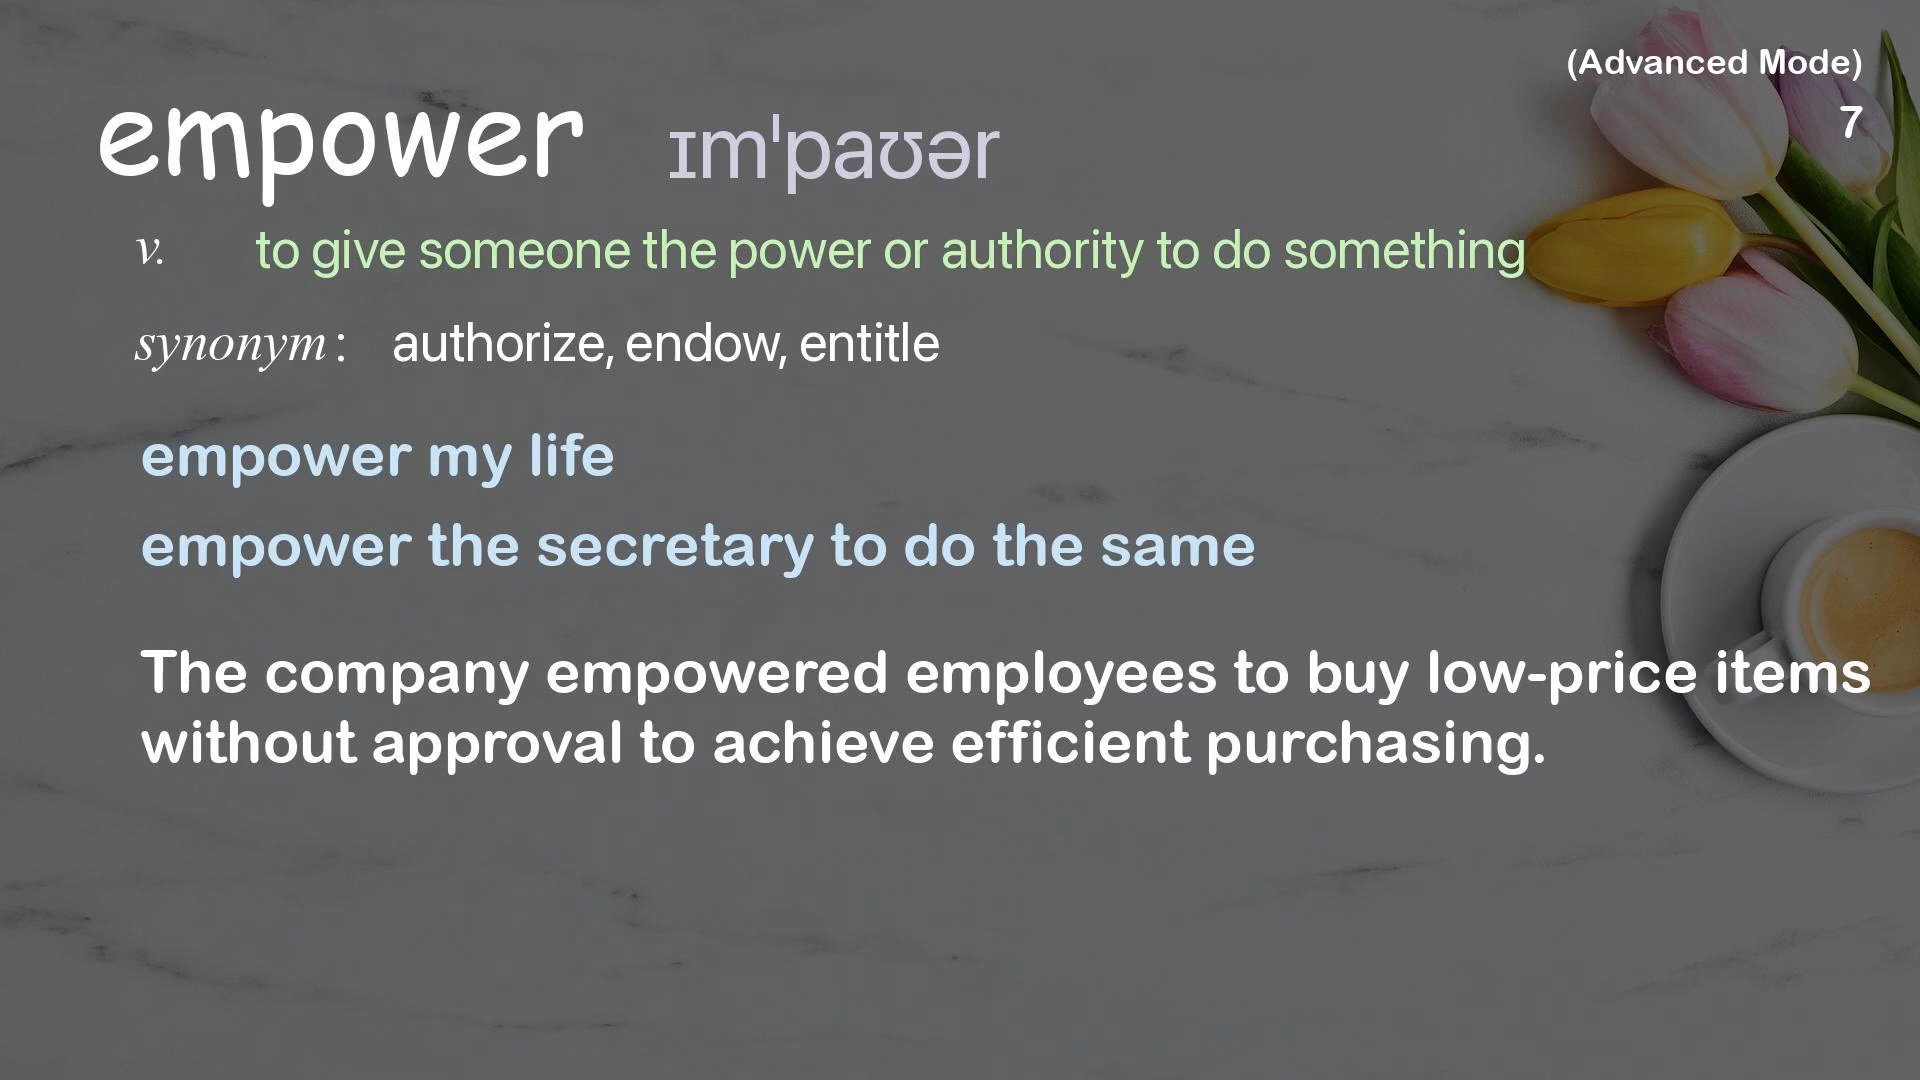 (Advanced Mode)
7
empower ɪmˈpaʊər
v. to give someone the power or authority to do something
synonym: authorize, endow, entitle
empower my life
empower the secretary to do the same
The company empowered employees to buy low-price items
without approval to achieve efficient purchasing.